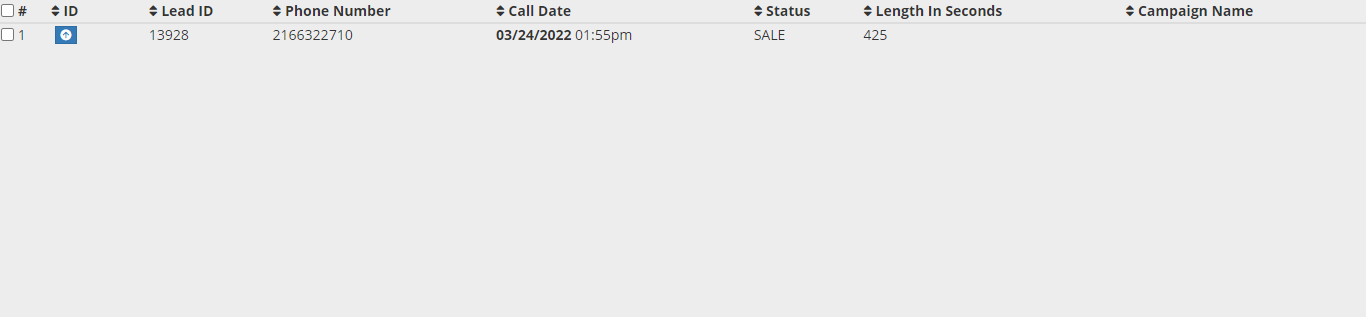 # ID Lead ID Phone Number Call Date Status Length In Seconds Campaign Name
1 13928 2166322710 03/24/2022 01:55pm SALE 425